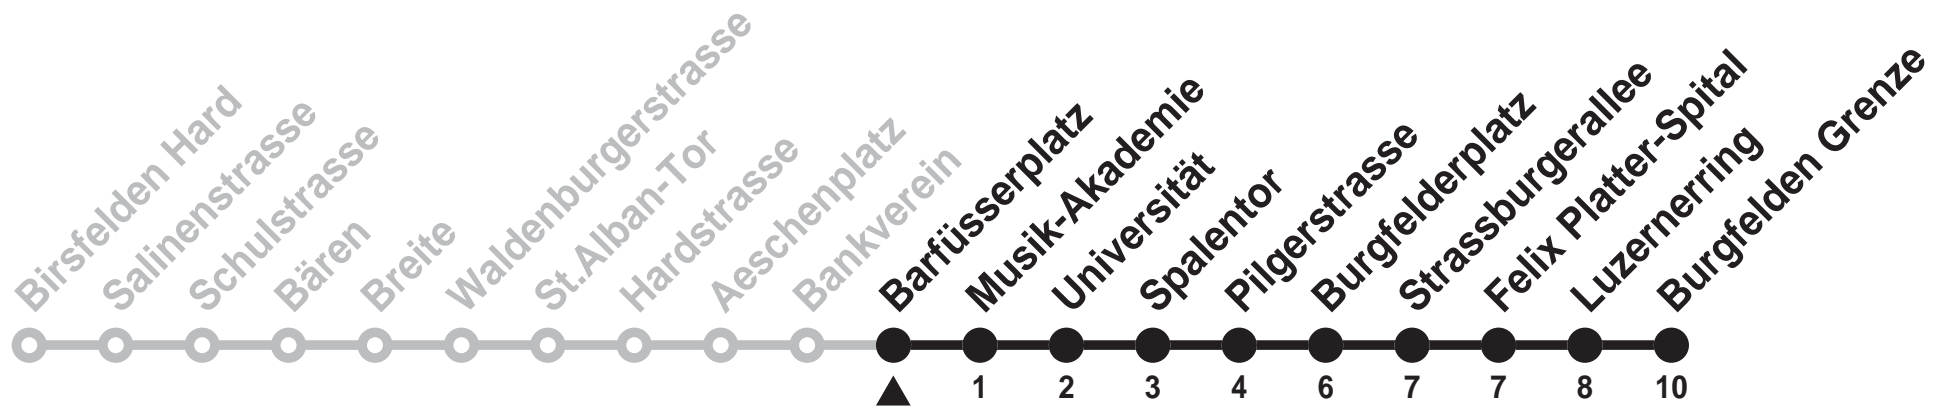 Birsfelden Hard
Salinenstrasse
Schulstrasse
Bären
Breite
Waldenburgerstrasse
St.Alban-Tor
Hardstrasse
Aeschenplatz
Bankverein
Barfüsserplatz
Musik-Akademie
Universität
Spalentor
Pilgerstrasse
Burgfelderplatz
Strassburgerallee
Felix Platter-Spital
Luzernerring
Burgfelden Grenze
1 2 3 4 6 7 7 8 10